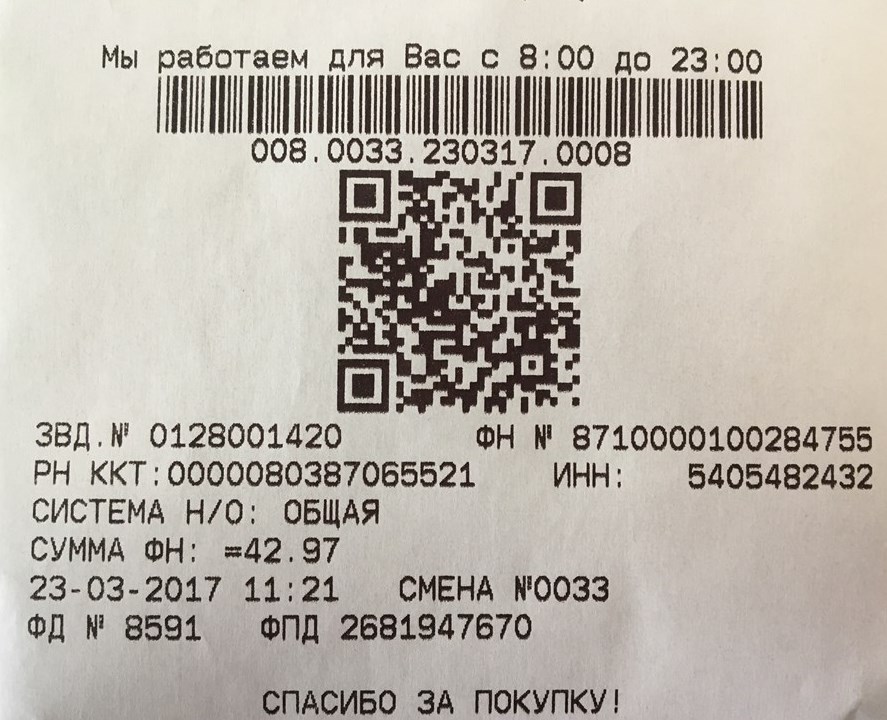 Мы работаем для Вас с 8:00 до 23:00
008.0033.230317.0008
ЗВД.№ 0128001420 ФН № 8710000100284755
РН ККТ:0000080387065521 ИНН: 5405482432
СИСТЕМА Н/О: ОБЩАЯ
СУММА ФН: =42.97
23-03-2017 11:21 СМЕНА №0033
ФД № 8591 ФПД 2681947670
СПАСИБО ЗА ПОКУПКУ!